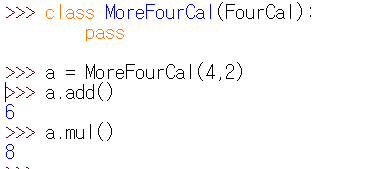 >>> class MoreFourCal(FourCal):
        pass
>>> a = MoreFourCal(4,2)
>>> a.add()
6
>>> a.mul()
8
>>>